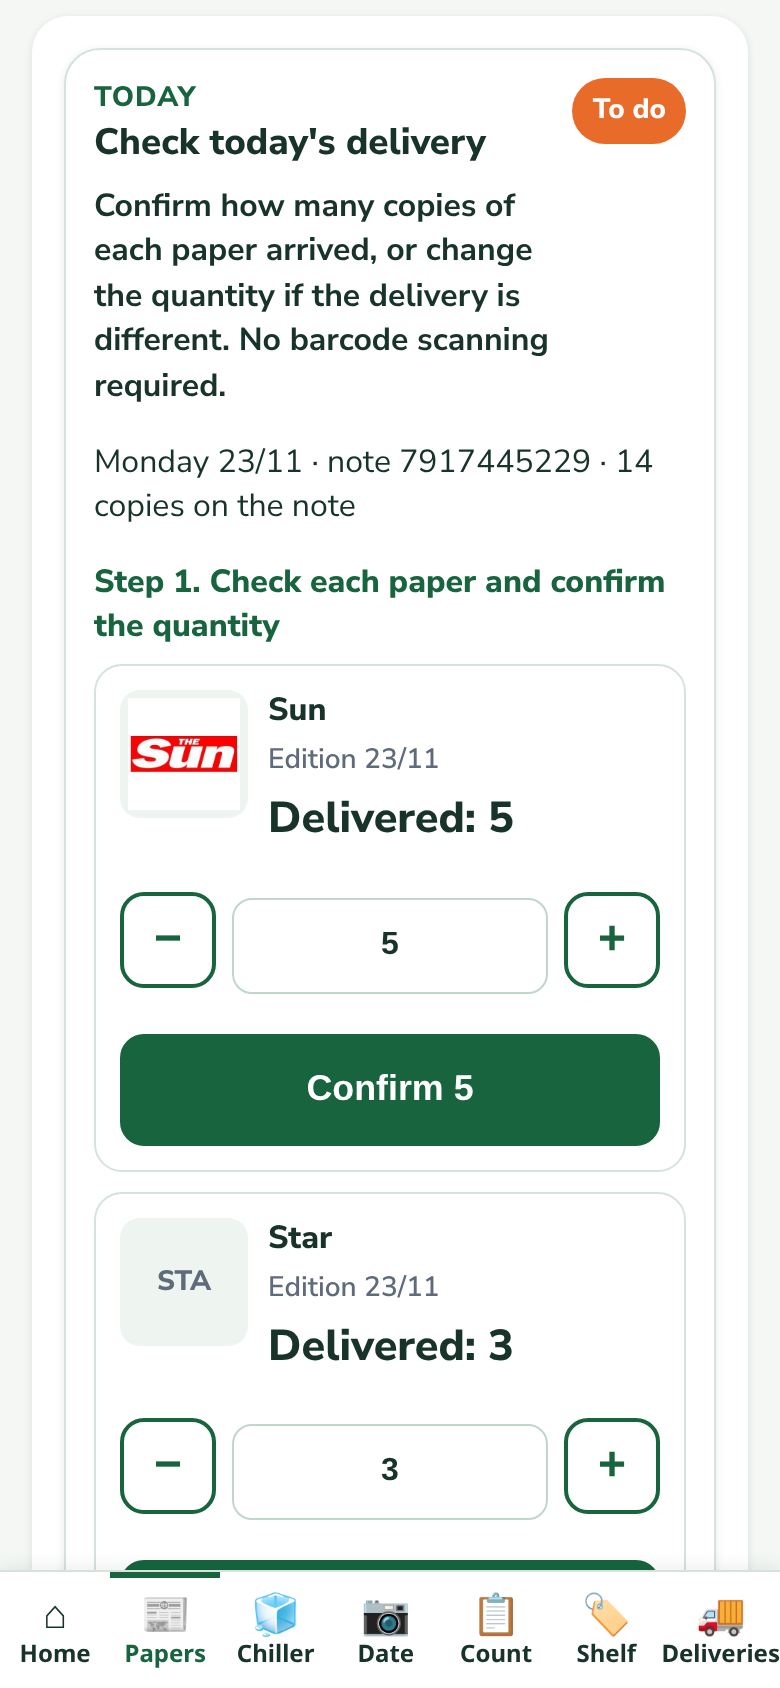 TODAY
To do
Check today's delivery
Confirm how many copies of
each paper arrived, or change
the quantity if the delivery is
different. No barcode scanning
required.
Monday 23/11 · note 7917445229 · 14
copies on the note
Step 1. Check each paper and confirm
the quantity
THE
Sun
Sun
Edition 23/11
Delivered: 5
− 5 +
Confirm 5
STA
Star
Edition 23/11
Delivered: 3
− 3 +
Home Papers Chiller Date Count Shelf Deliveries